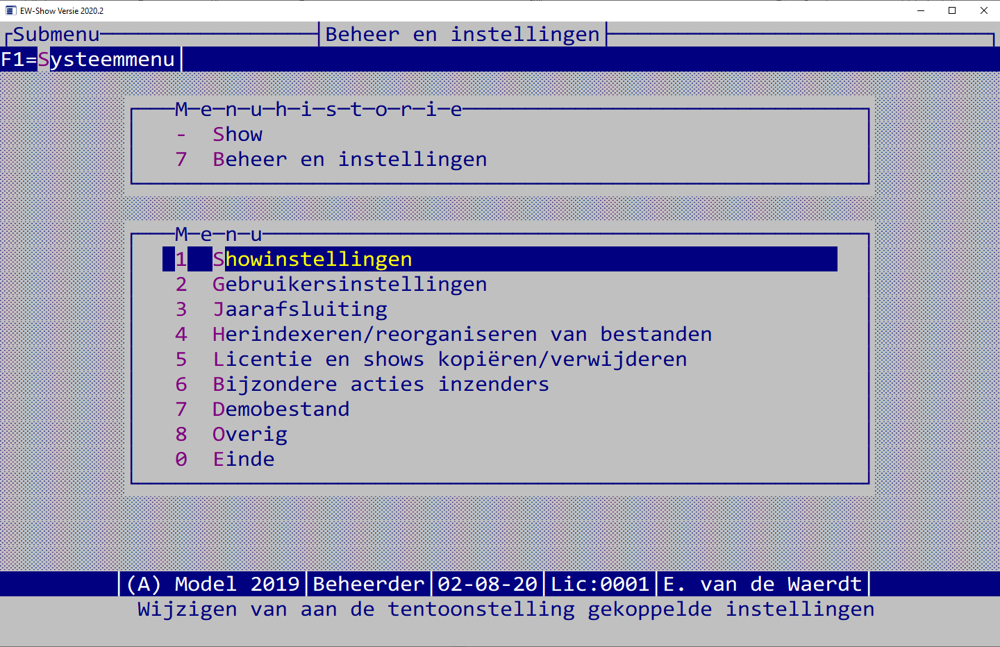 EW-Show Versie 2020.2
Submenu Beheer en instellingen
F1=Systeemmenu
Menuhistorie
- Show
7 Beheer en instellingen
Menu
1 Showinstellingen
2 Gebruikersinstellingen
3 Jaarafsluiting
4 Herindexeren/reorganiseren van bestanden
5 Licentie en shows kopiëren/verwijderen
6 Bijzondere acties inzenders
7 Demobestand
8 Overig
0 Einde
(A) Model 2019|Beheerder|02-08-20|Lic:0001|E. van de Waerdt
Wijzigen van aan de tentoonstelling gekoppelde instellingen